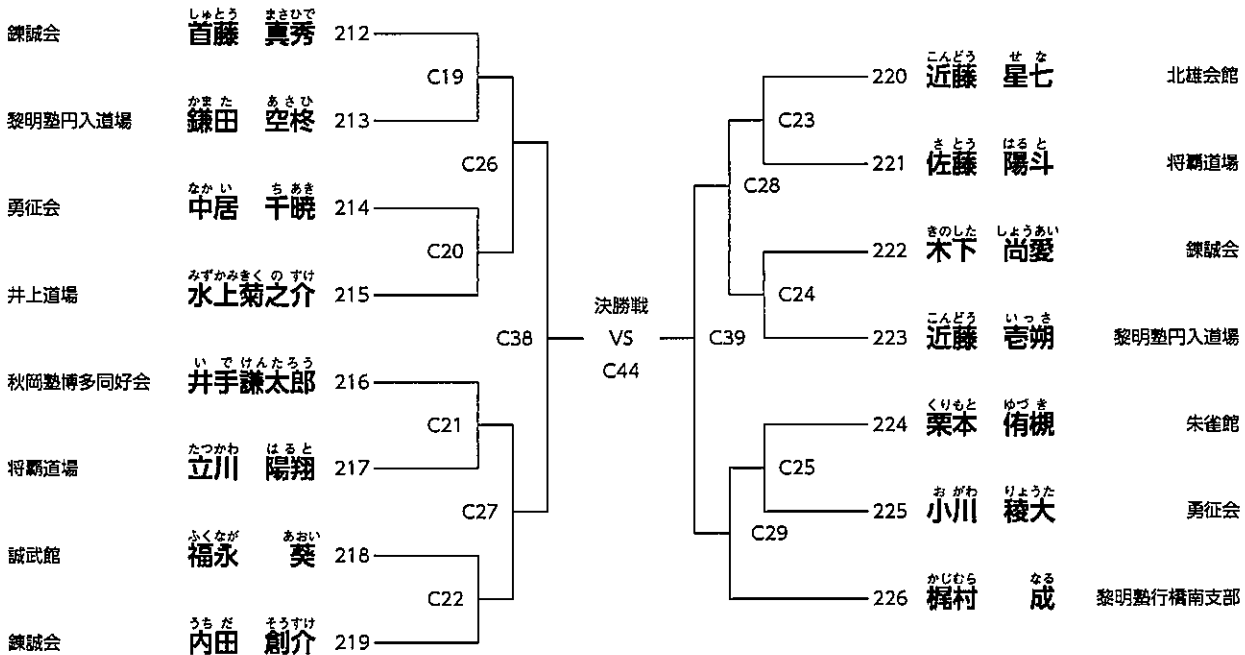 錬誠会 首藤 真秀 212
しゅとう まさひで
C19
黎明塾円入道場 鎌田 空柊 213
かまた あさひ
C26
勇征会 中居 千暁 214
なかい ちあき
C20
井上道場 水上菊之介 215
みずかみきくのすけ
C38
秋岡塾博多同好会 井手謙太郎 216
いでけんたろう
C21
将覇道場 立川 陽翔 217
たつかわ はると
C27
誠武館 福永 葵 218
ふくなが あおい
C22
錬誠会 内田 創介 219
うちだ そうすけ
決勝戦
VS
C44
220 近藤 星七 北雄会館
こんどう せな
C23
221 佐藤 陽斗 将覇道場
さとう はると
C28
222 木下 尚愛 錬誠会
きのした しょうあい
C24
223 近藤 壱朔 黎明塾円入道場
こんどう いっさ
C39
224 栗本 侑槻 朱雀館
くりもと ゆづき
C25
225 小川 稜大 勇征会
おがわ りょうた
C29
226 梶村 成 黎明塾行橋南支部
かじむら なる